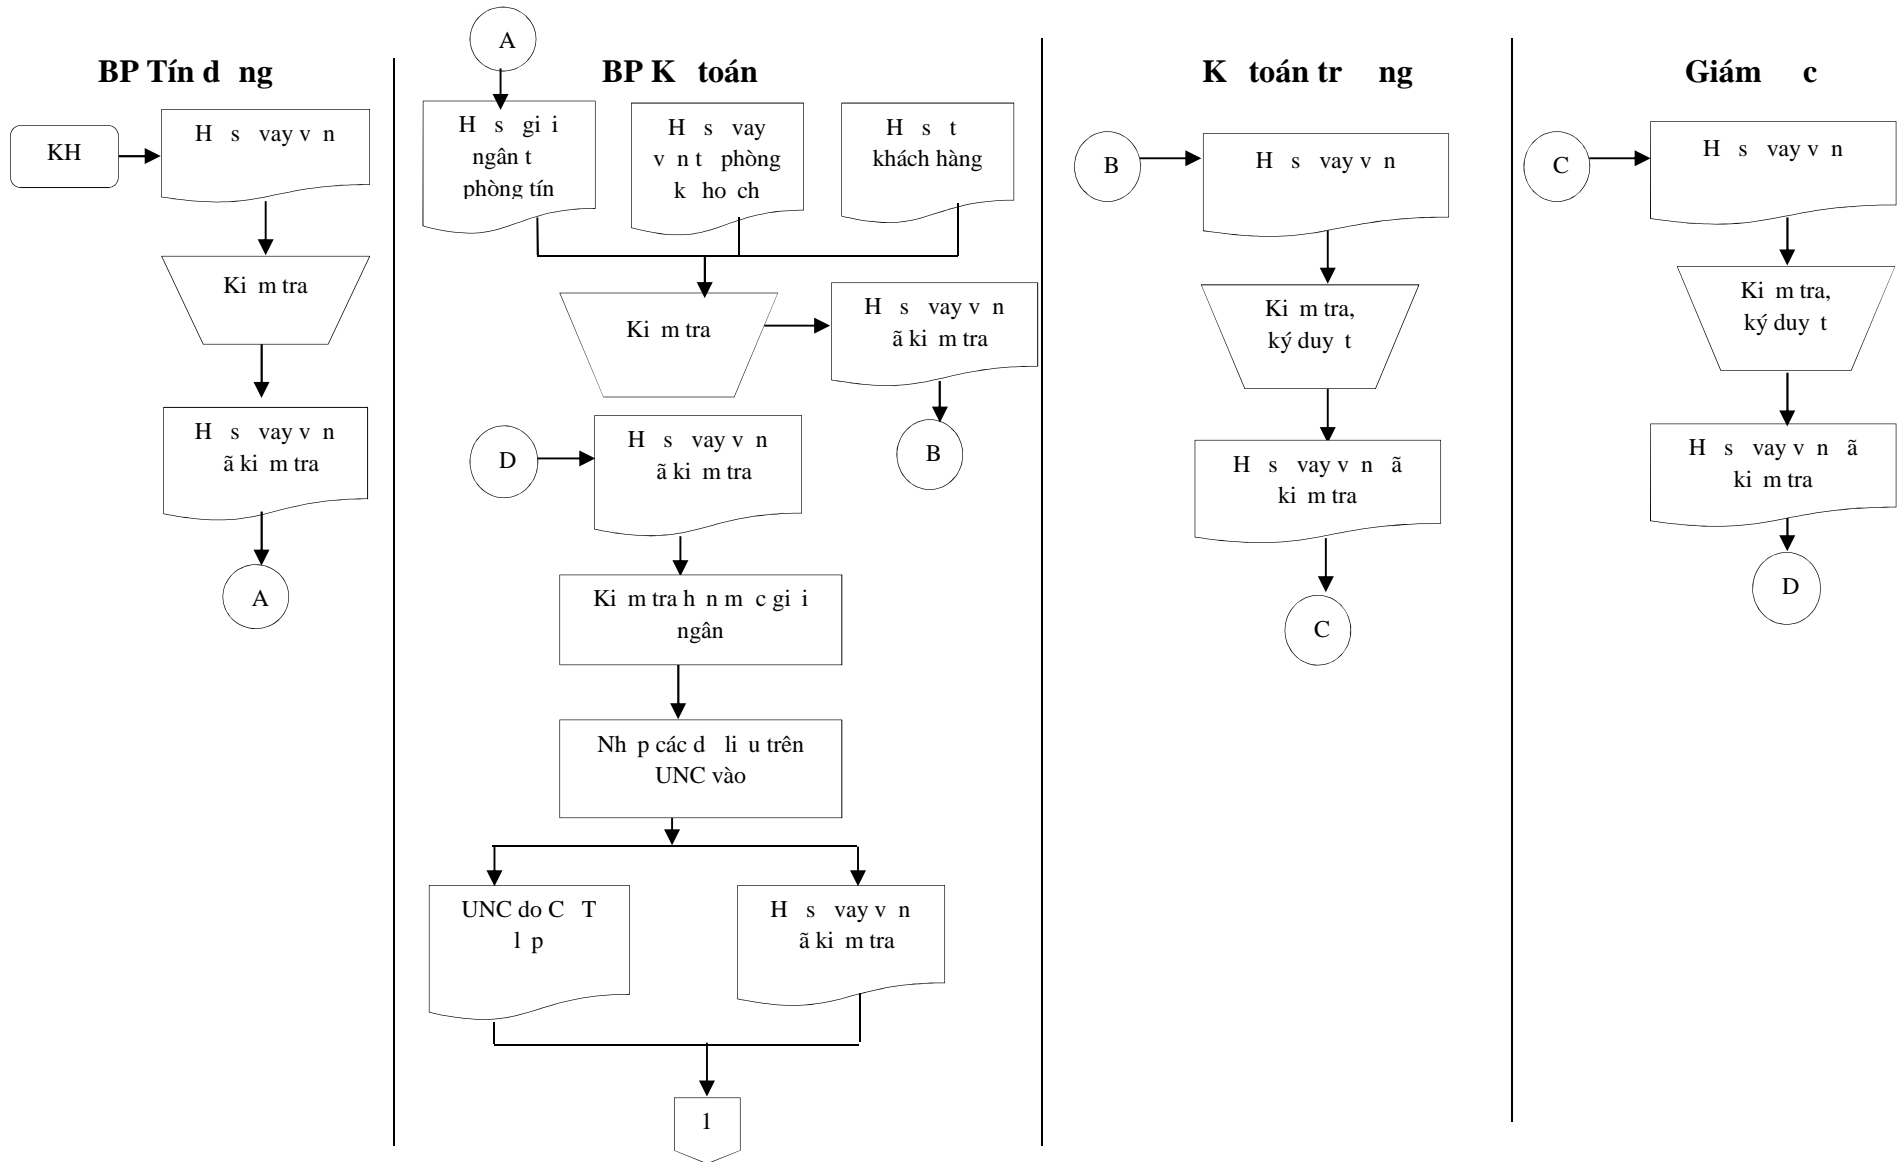 BP Tín d ng
KH
H s vay v n
Ki m tra
H s vay v n
ã ki m tra
A
A
BP K toán
H s gi i
ngân t
phòng tín
H s vay
v n t phòng
k ho ch
H s t
khách hàng
Ki m tra
H s vay v n
ã ki m tra
B
D
H s vay v n
ã ki m tra
Ki m tra h n m c gi i
ngân
Nh p các d li u trên
UNC vào
UNC do C T
l p
H s vay v n
ã ki m tra
1
K toán tr ng
B
H s vay v n
Ki m tra,
ký duy t
H s vay v n ã
ki m tra
C
Giám c
C
H s vay v n
Ki m tra,
ký duy t
H s vay v n ã
ki m tra
D